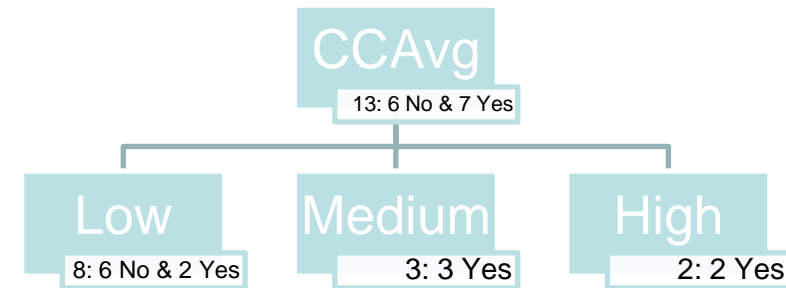 CCAvg
13: 6 No & 7 Yes
Low
8: 6 No & 2 Yes
Medium
3: 3 Yes
High
2: 2 Yes